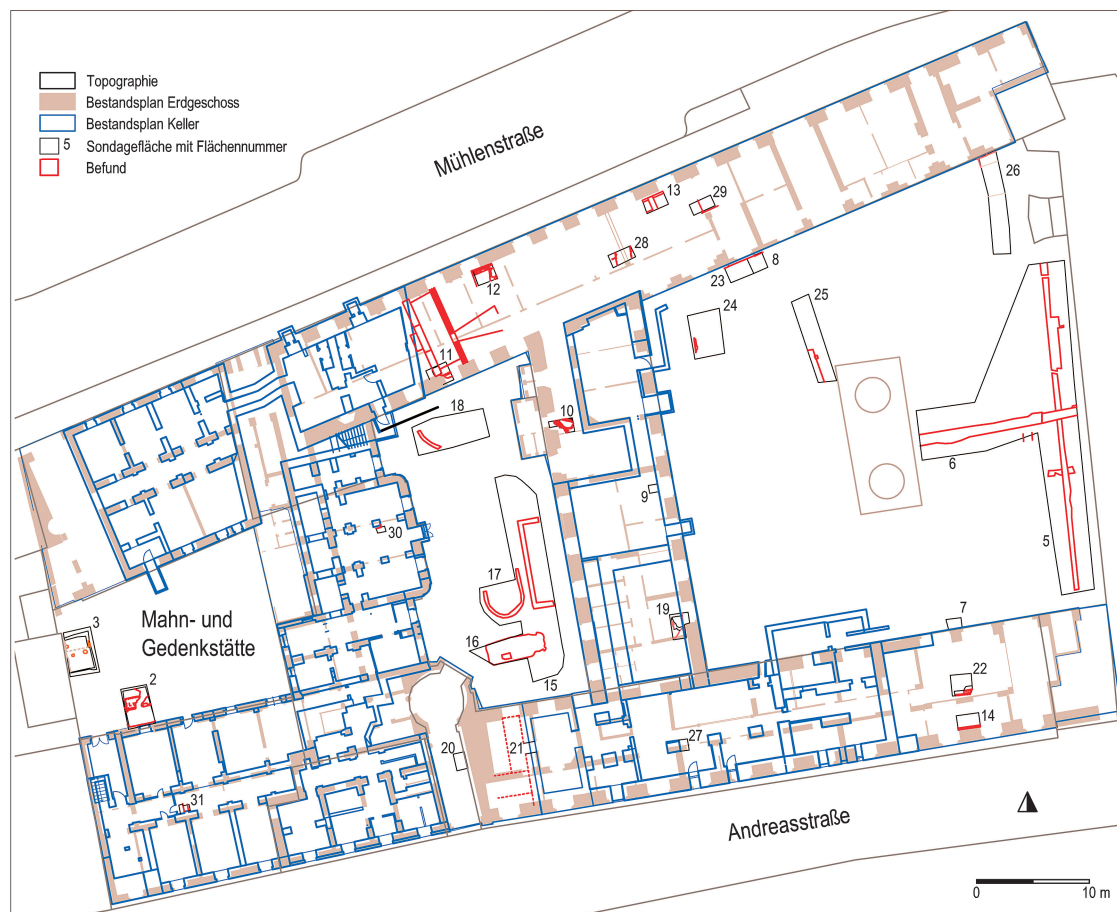 Topographie
Bestandsplan Erdgeschoss
Bestandsplan Keller
5 Sondagefläche mit Flächennummer
Befund
Mühlenstraße
26
13
29
28
8
23
12
24
25
11
18
10
6
9
5
30
17
Mahn- und
Gedenkstätte
3
19
7
16
15
2
22
14
20
21
27
31
Andreasstraße
0 10 m